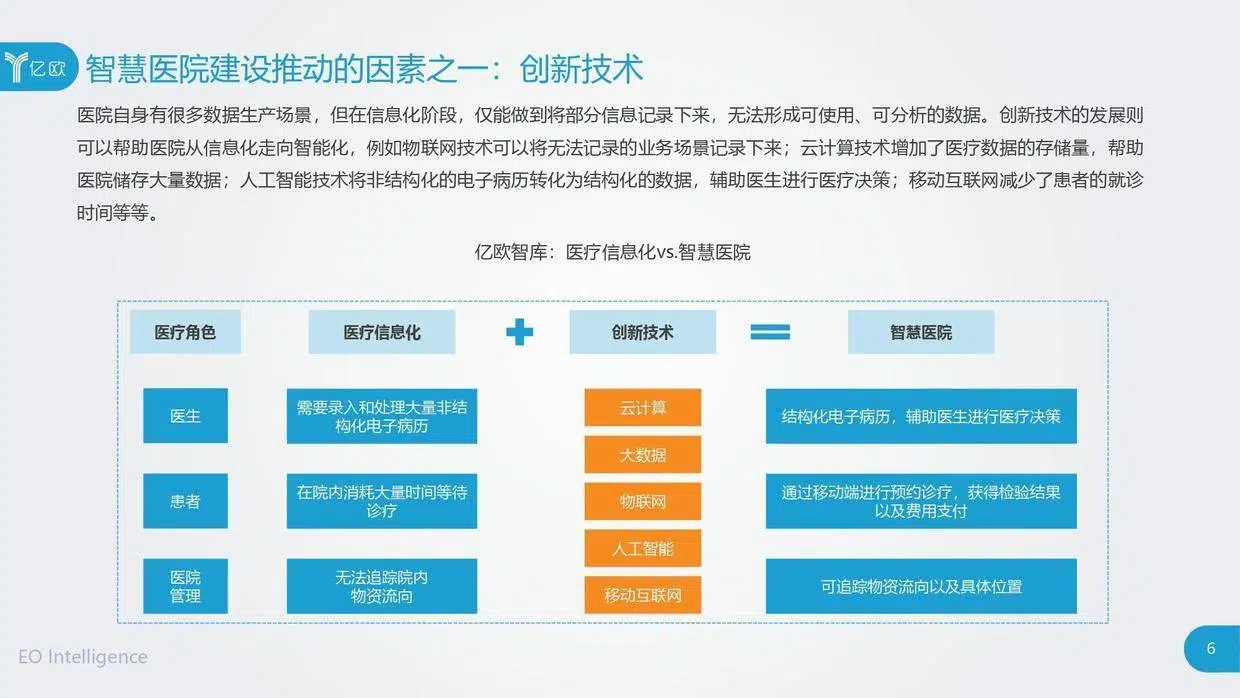 亿欧
智慧医院建设推动的因素之一：创新技术
医院自身有很多数据生产场景，但在信息化阶段，仅能做到将部分信息记录下来，无法形成可使用、可分析的数据。创新技术的发展则
可以帮助医院从信息化走向智能化，例如物联网技术可以将无法记录的业务场景记录下来；云计算技术增加了医疗数据的存储量，帮助
医院储存大量数据；人工智能技术将非结构化的电子病历转化为结构化的数据，辅助医生进行医疗决策；移动互联网减少了患者的就诊
时间等等。
亿欧智库：医疗信息化vs.智慧医院
医疗角色
医疗信息化
创新技术
智慧医院
医生
需要录入和处理大量非结
构化电子病历
云计算
大数据
结构化电子病历，辅助医生进行医疗决策
患者
在院内消耗大量时间等待
诊疗
物联网
通过移动端进行预约诊疗，获得检验结果
以及费用支付
人工智能
医院
管理
无法追踪院内
物资流向
移动互联网
可追踪物资流向以及具体位置
EO Intelligence
6